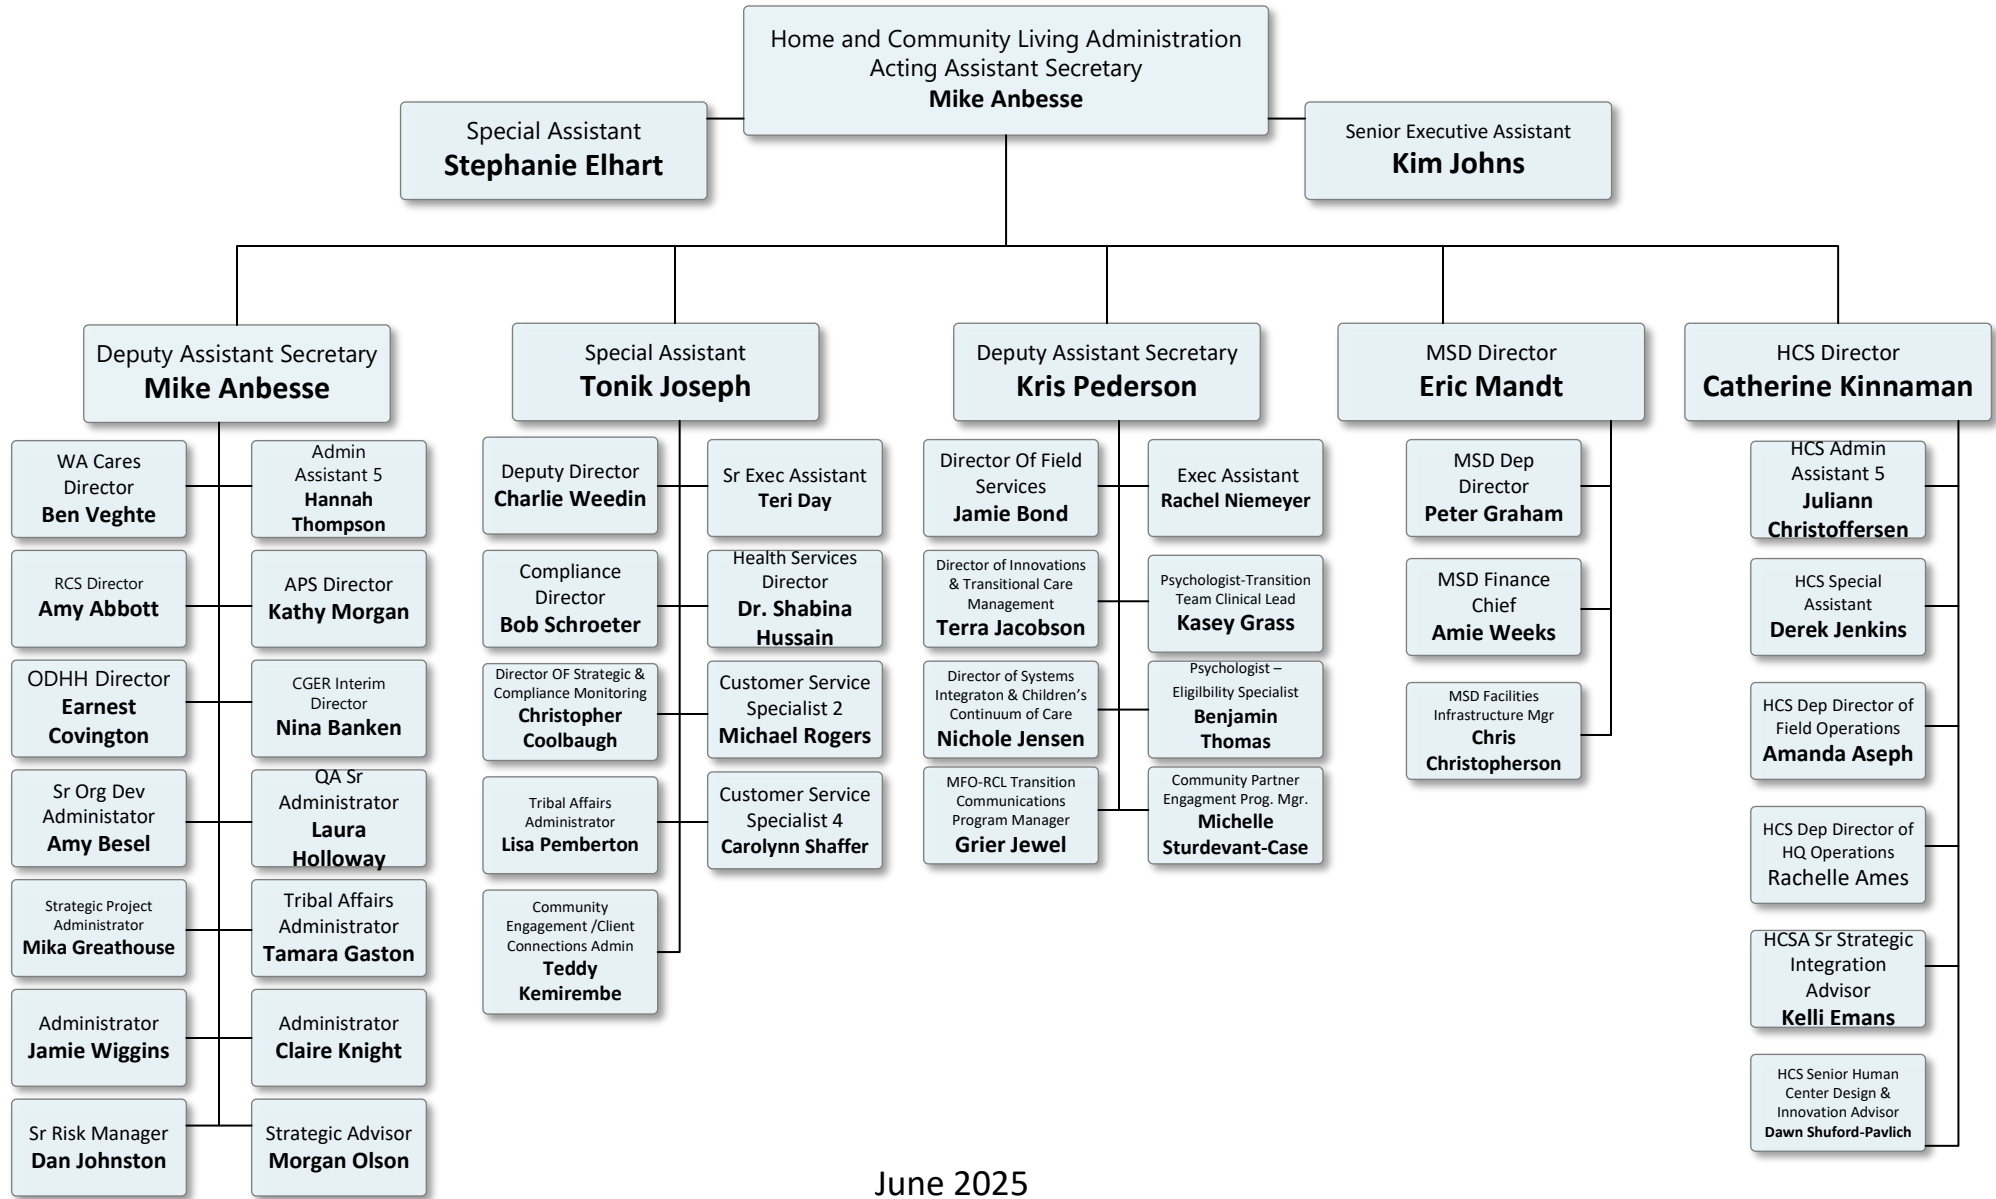 Home and Community Living Administration
Acting Assistant Secretary
Mike Anbesse
Special Assistant
Stephanie Elhart
Senior Executive Assistant
Kim Johns
Deputy Assistant Secretary
Mike Anbesse
WA Cares
Director
Ben Veghte
Admin
Assistant 5
Hannah
Thompson
RCS Director
Amy Abbott
APS Director
Kathy Morgan
ODHH Director
Earnest
Covington
CGER Interim
Director
Nina Banken
Sr Org Dev
Administator
Amy Besel
QA Sr
Administrator
Laura
Holloway
Strategic Project
Administrator
Mika Greathouse
Tribal Affairs
Administrator
Tamara Gaston
Administrator
Jamie Wiggins
Administrator
Claire Knight
Sr Risk Manager
Dan Johnston
Strategic Advisor
Morgan Olson
Special Assistant
Tonik Joseph
Deputy Director
Charlie Weedin
Sr Exec Assistant
Teri Day
Compliance
Director
Bob Schroeter
Health Services
Director
Dr. Shabina
Hussain
Director OF Strategic &
Compliance Monitoring
Christopher
Coolbaugh
Customer Service
Specialist 2
Michael Rogers
Tribal Affairs
Administrator
Lisa Pemberton
Customer Service
Specialist 4
Carolynn Shaffer
Community
Engagement /Client
Connections Admin
Teddy
Kemirembe
Deputy Assistant Secretary
Kris Pederson
Director Of Field
Services
Jamie Bond
Exec Assistant
Rachel Niemeyer
Director of Innovations
& Transitional Care
Management
Terra Jacobson
Psychologist-Transition
Team Clinical Lead
Kasey Grass
Director of Systems
Integraton & Children's
Continuum of Care
Nichole Jensen
Psychologist –
Eligilbility Specialist
Benjamin
Thomas
MFO-RCL Transition
Communications
Program Manager
Grier Jewel
Community Partner
Engagment Prog. Mgr.
Michelle
Sturdevant-Case
MSD Director
Eric Mandt
MSD Dep
Director
Peter Graham
MSD Finance
Chief
Amie Weeks
MSD Facilities
Infrastructure Mgr
Chris
Christopherson
HCS Director
Catherine Kinnaman
HCS Admin
Assistant 5
Juliann
Christoffersen
HCS Special
Assistant
Derek Jenkins
HCS Dep Director of
Field Operations
Amanda Aseph
HCS Dep Director of
HQ Operations
Rachelle Ames
HCSA Sr Strategic
Integration
Advisor
Kelli Emans
HCS Senior Human
Center Design &
Innovation Advisor
Dawn Shuford-Pavlich
June 2025